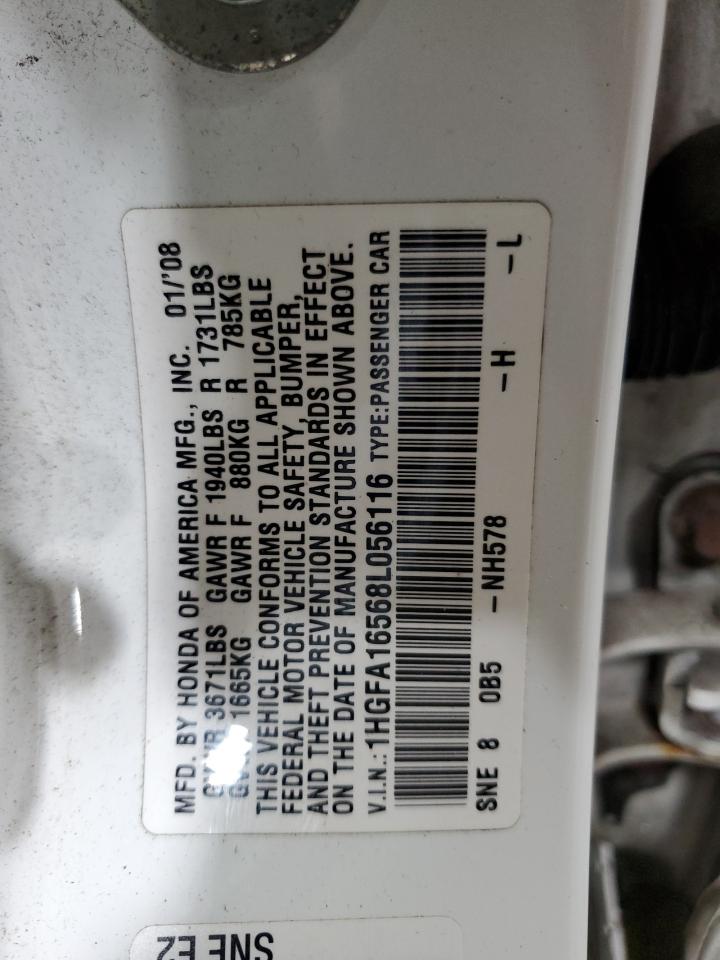 MFD. BY HONDA OF AMERICA MFG., INC. 01/'08
3671LBS GAWR F 1940LBS R 1731LBS
1665KG GAWR F 880KG R 785KG
THIS VEHICLE CONFORMS TO ALL APPLICABLE
FEDERAL MOTOR VEHICLE SAFETY, BUMPER,
AND THEFT PREVENTION STANDARDS IN EFFECT
ON THE DATE OF MANUFACTURE SHOWN ABOVE.
V.I.N.:1HGFA16568L056116 TYPE:PASSENGER CAR
SNE 8 0B5 -NH578 -H -L
SNE E2